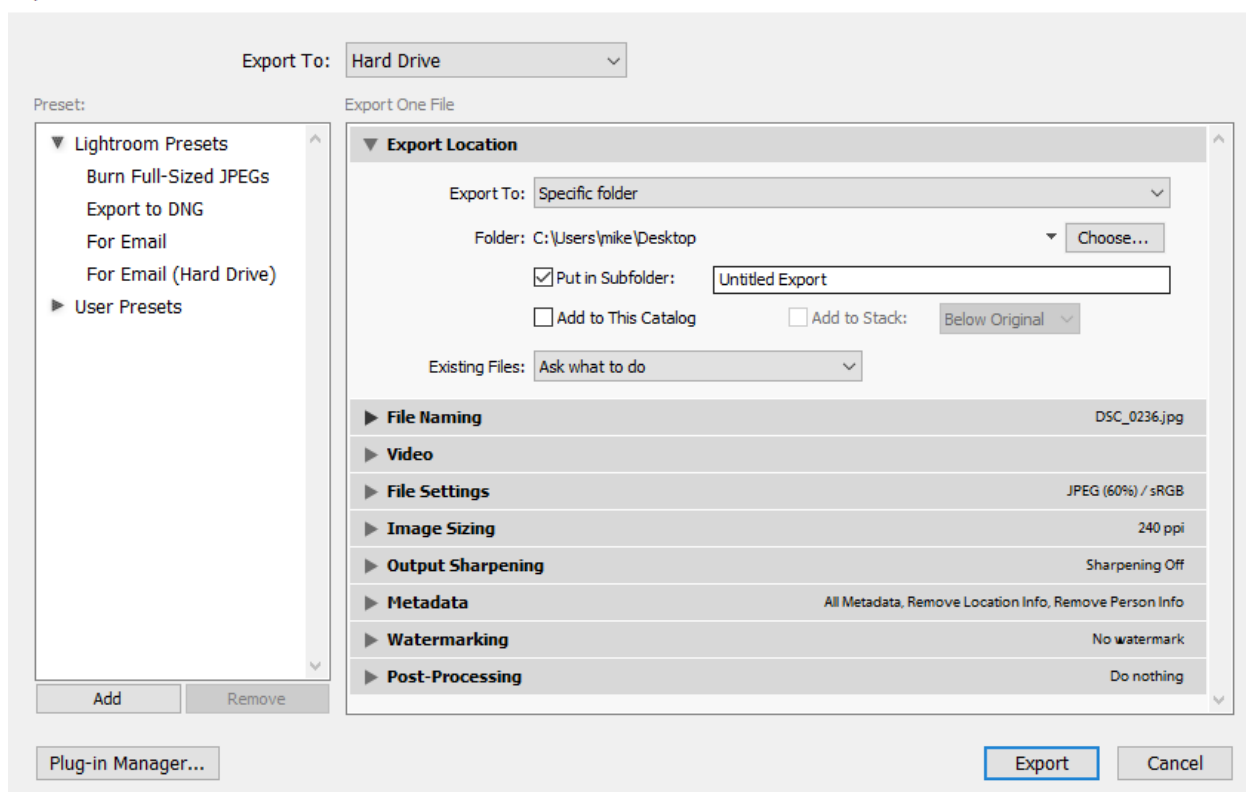 Export To: Hard Drive
Preset:
Export One File
Lightroom Presets
Burn Full-Sized JPEGs
Export to DNG
For Email
For Email (Hard Drive)
User Presets
Add Remove
Export Location
Export To: Specific folder
Folder: C:\Users\mike\Desktop Choose...
Put in Subfolder: Untitled Export
Add to This Catalog Add to Stack: Below Original
Existing Files: Ask what to do
File Naming DSC_0236.jpg
Video
File Settings JPEG (60%) / sRGB
Image Sizing 240 ppi
Output Sharpening Sharpening Off
Metadata All Metadata, Remove Location Info, Remove Person Info
Watermarking No watermark
Post-Processing Do nothing
Plug-in Manager... Export Cancel